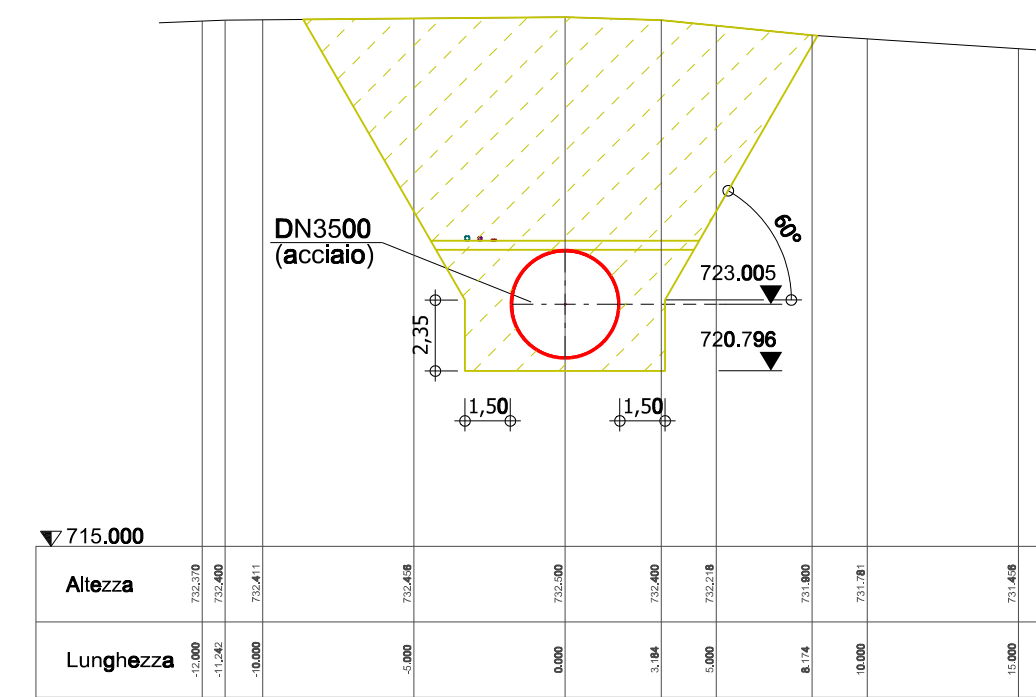 DN3500
(acciaio)
60°
723.005
2,35
720.796
1,50
1,50
715.000
Altezza 732.370 732.400 732.411 732.458 732.500 732.400 732.218 731.900 731.781 731.458
Lunghezza -12.000 -11.242 -10.000 -5.000 0.000 3.184 5.000 8.174 10.000 15.000